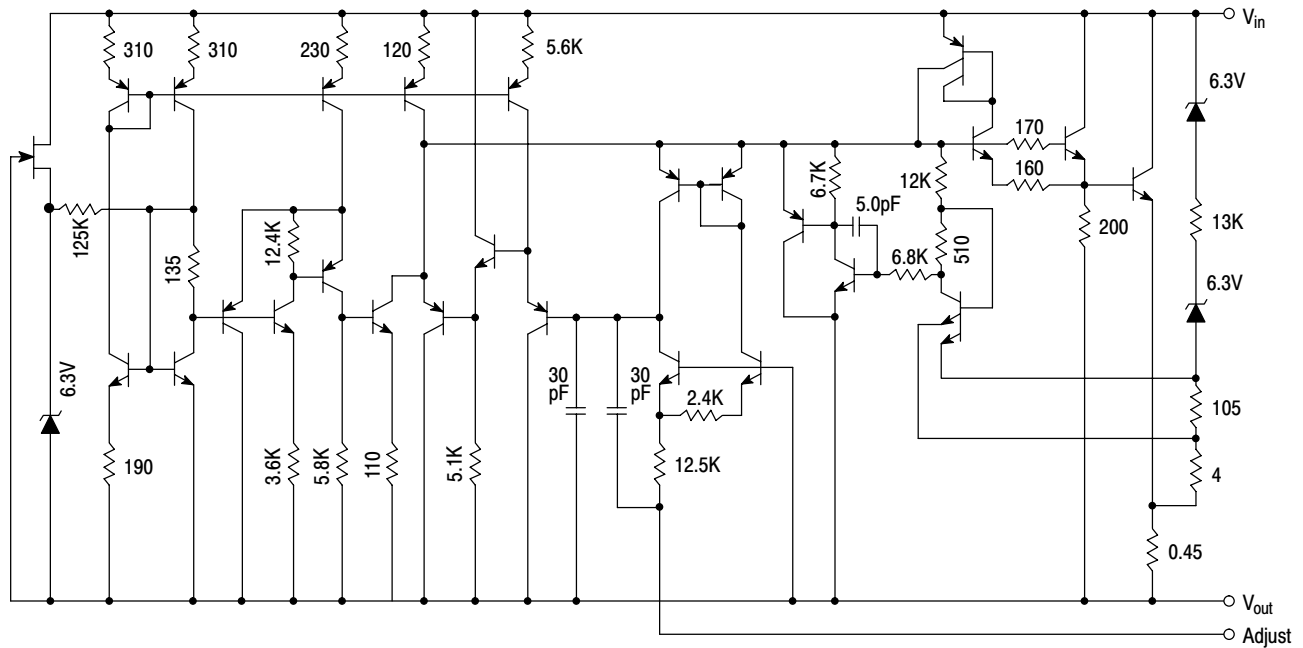 310
310
230
120
5.6K
V_in
6.3V
170
160
6.7K
12K
5.0pF
125K
12.4K
200
13K
135
6.8K
510
6.3V
6.3V
30
pF
30
pF
2.4K
105
190
3.6K
5.8K
110
5.1K
12.5K
4
0.45
V_out
Adjust